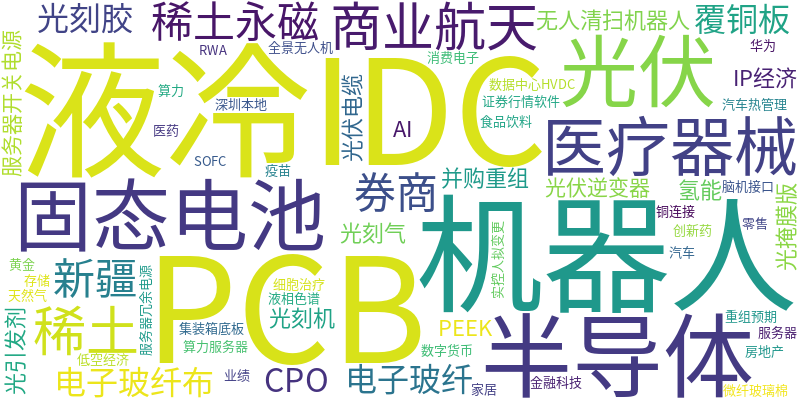 光刻胶
稀土永磁
商业航天
无人清扫机器人
覆铜板
RWA
全景无人机
消费电子
华为
服务器开关电源
液冷
IDC
光伏
IP经济
算力
深圳本地
光伏电缆
数据中心HVDC
证券行情软件
汽车热管理
医药
AI
食品饮料
医疗器械
SOFC
疫苗
固态电池
券商
并购重组
光伏逆变器
氢能
脑机接口
光掩膜版
铜连接
零售
光刻气
实控人拟变更
创新药
汽车
机器人
新疆
PCB
黄金
存储
天然气
服务器冗余电源
细胞治疗
液相色谱
光引发剂
稀土
集装箱底板
光刻机
PEEK
半导体
重组预期
服务器
算力服务器
数字货币
房地产
低空经济
电子玻纤布
业绩
CPO
电子玻纤
家居
金融科技
微纤玻璃棉